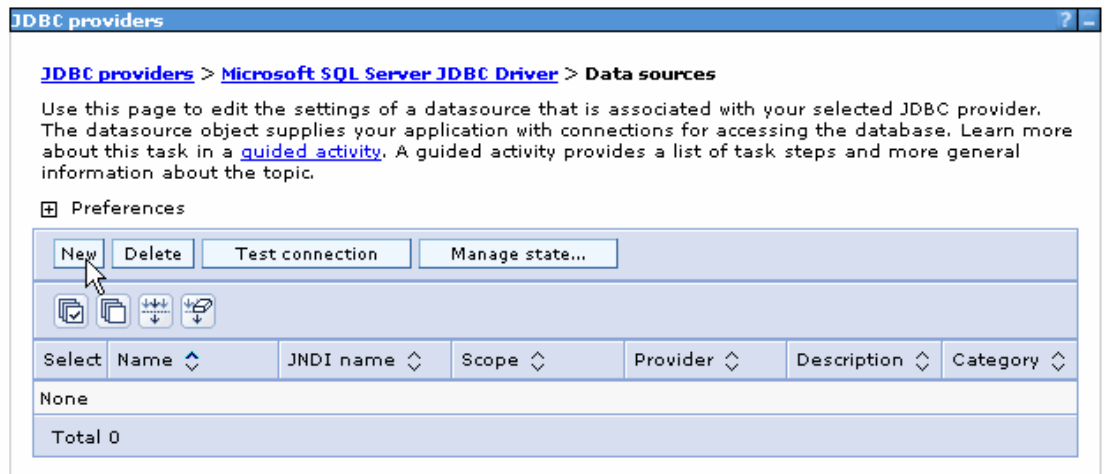 JDBC providers ? -
JDBC providers > Microsoft SQL Server JDBC Driver > Data sources
Use this page to edit the settings of a datasource that is associated with your selected JDBC provider.
The datasource object supplies your application with connections for accessing the database. Learn more
about this task in a guided activity. A guided activity provides a list of task steps and more general
information about the topic.
Preferences
New Delete Test connection Manage state...
Select Name JNDI name Scope Provider Description Category
None
Total 0